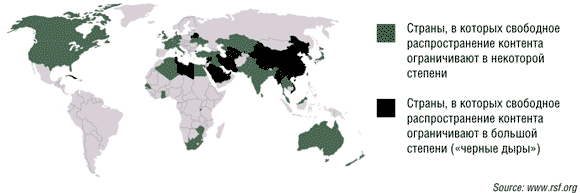 Страны, в которых свободное
распространение контента
ограничивают в некоторой
степени
Страны, в которых свободное
распространение контента
ограничивают в большой
степени («черные дыры»)
Source: www.rsf.org